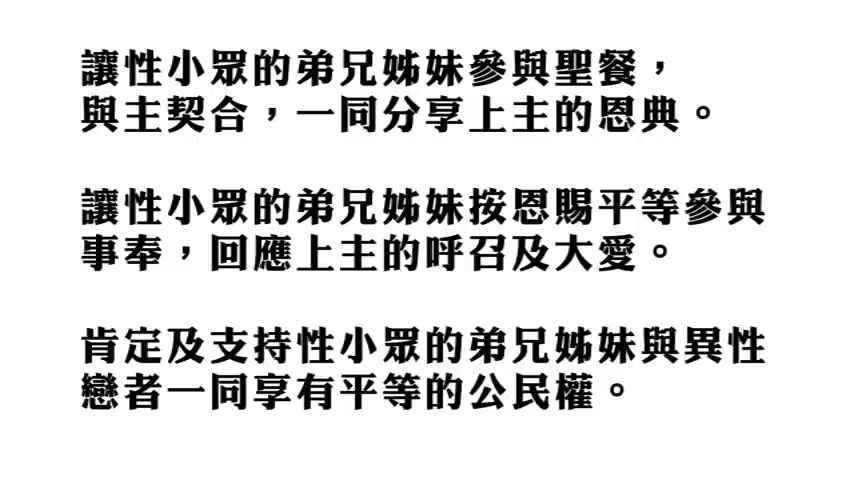 讓性小眾的弟兄姊妹參與聖餐，
與主契合，一同分享上主的恩典。
讓性小眾的弟兄姊妹按恩賜平等參與
事奉，回應上主的呼召及大愛。
肯定及支持性小眾的弟兄姊妹與異性
戀者一同享有平等的公民權。